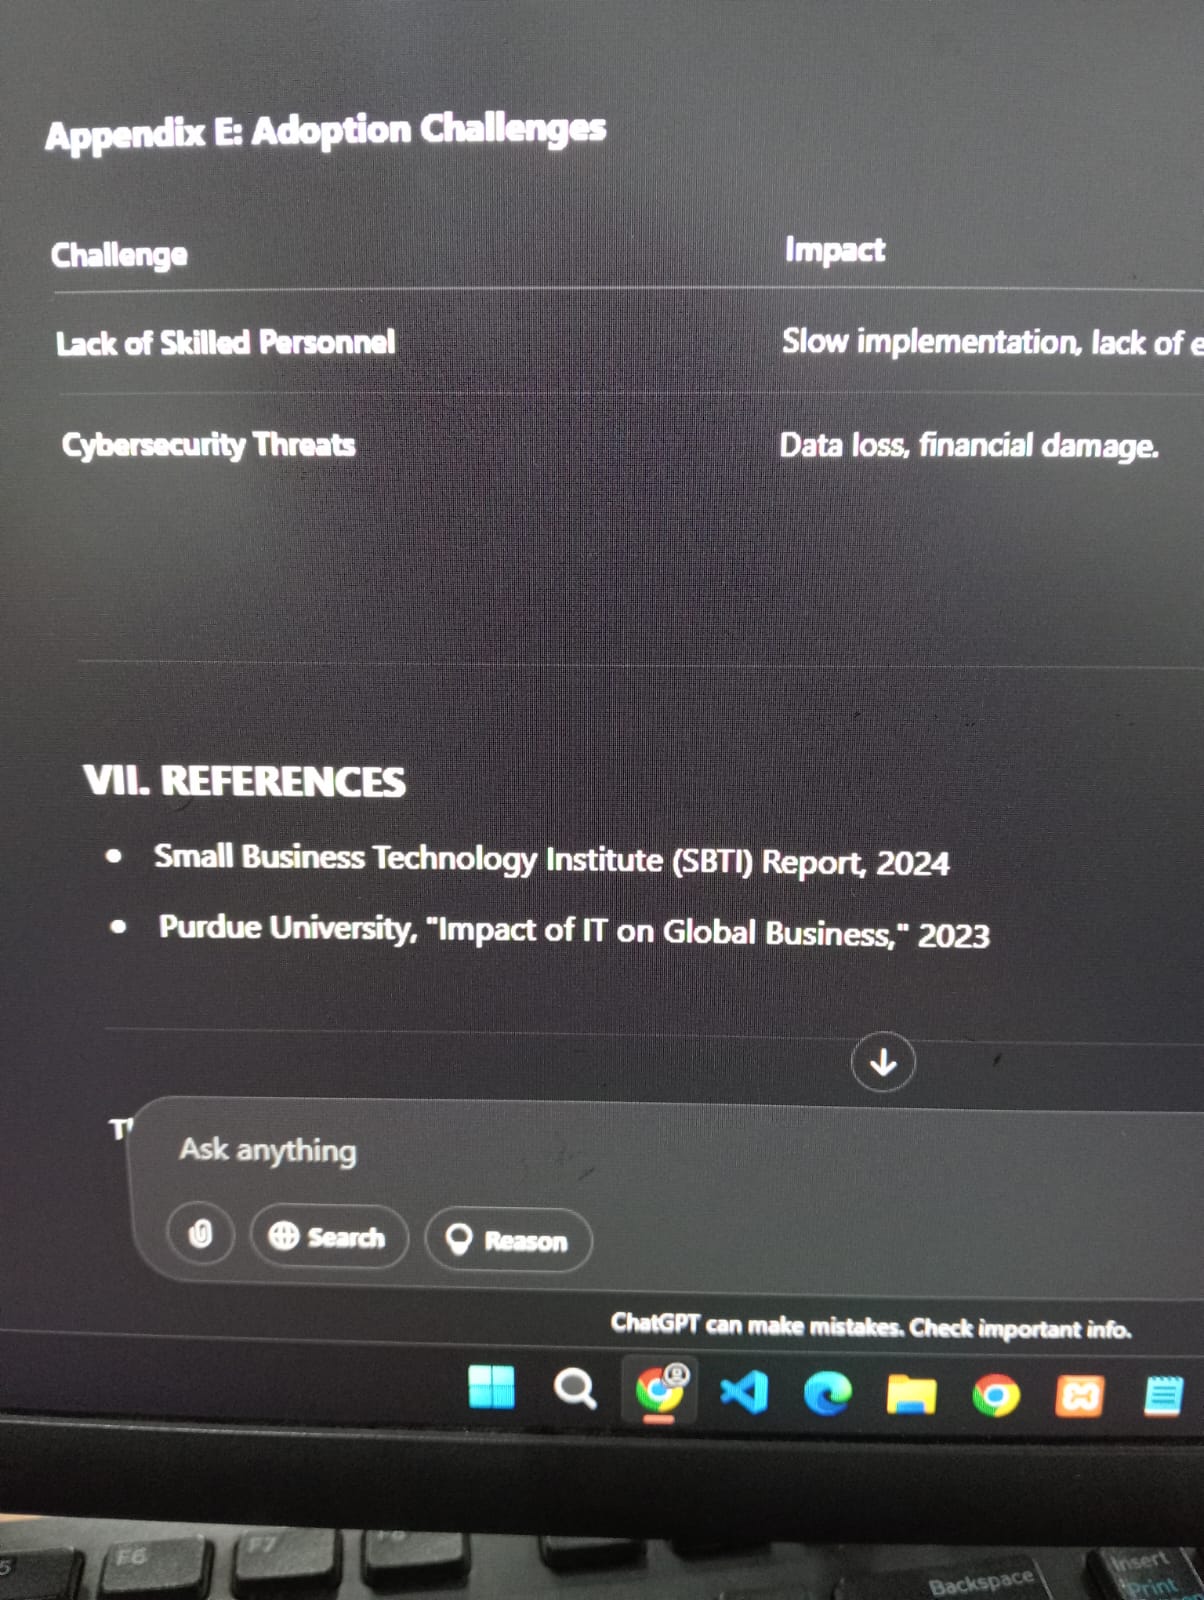 Appendix E: Adoption Challenges
Challenge Impact
Lack of Skilled Personnel Slow implementation, lack of e
Cybersecurity Threats Data loss, financial damage.
VII. REFERENCES
• Small Business Technology Institute (SBTI) Report, 2024
• Purdue University, "Impact of IT on Global Business," 2023
Ask anything
Search Reason
ChatGPT can make mistakes. Check important info.
5 F6 F7 F8
Backspace Insert
Print